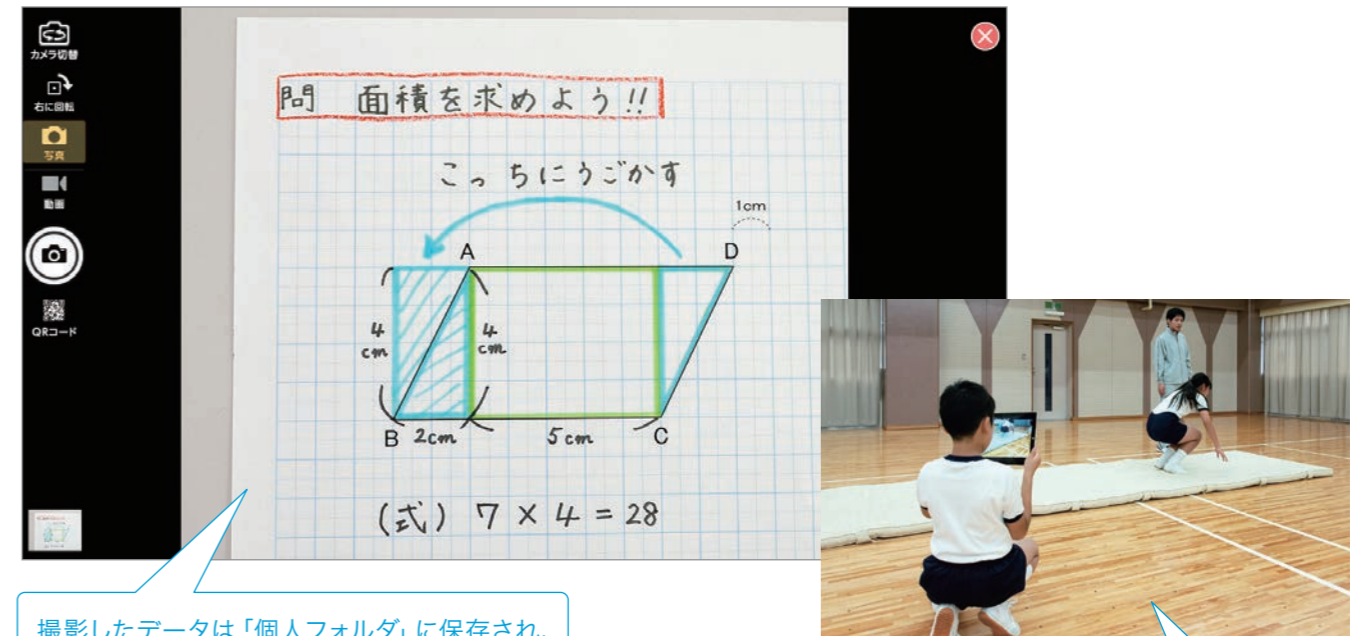 カメラ切替
右に回転
写真
動画
QRコード
問 面積を求めよう!!
こっちにうごかす
1cm
A
D
4
cm
4
cm
B 2cm 5cm C
(式) 7 × 4 = 28
撮影したデータは「個人フォルダ」に保存され、